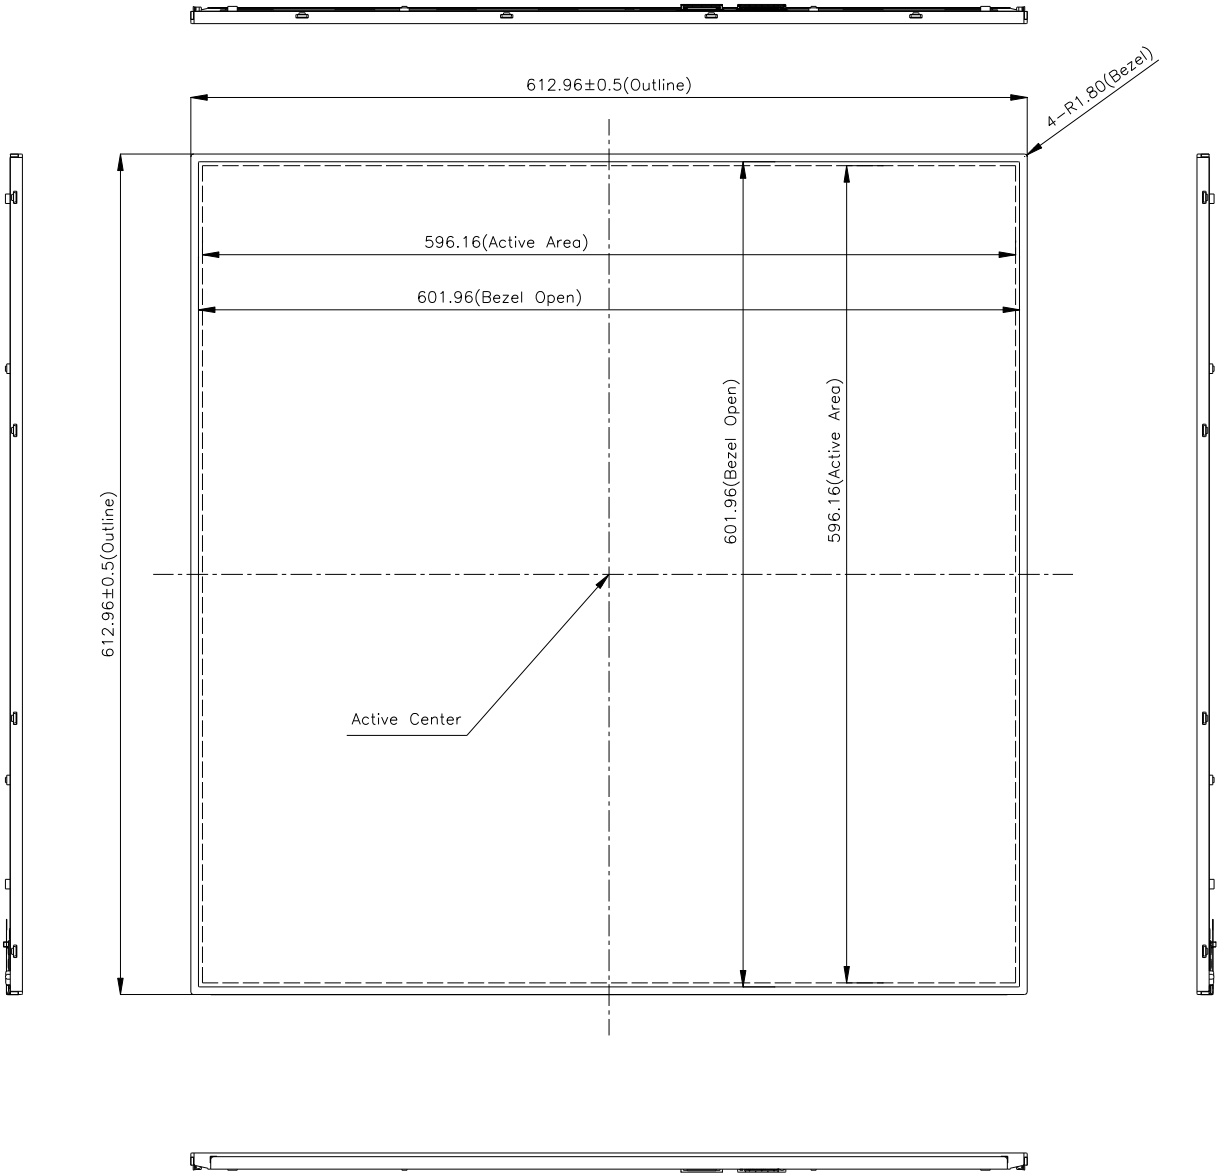 612.96±0.5(Outline)
4-R1.80(Bezel)
596.16(Active Area)
601.96(Bezel Open)
601.96(Bezel Open)
596.16(Active Area)
612.96±0.5(Outline)
Active Center